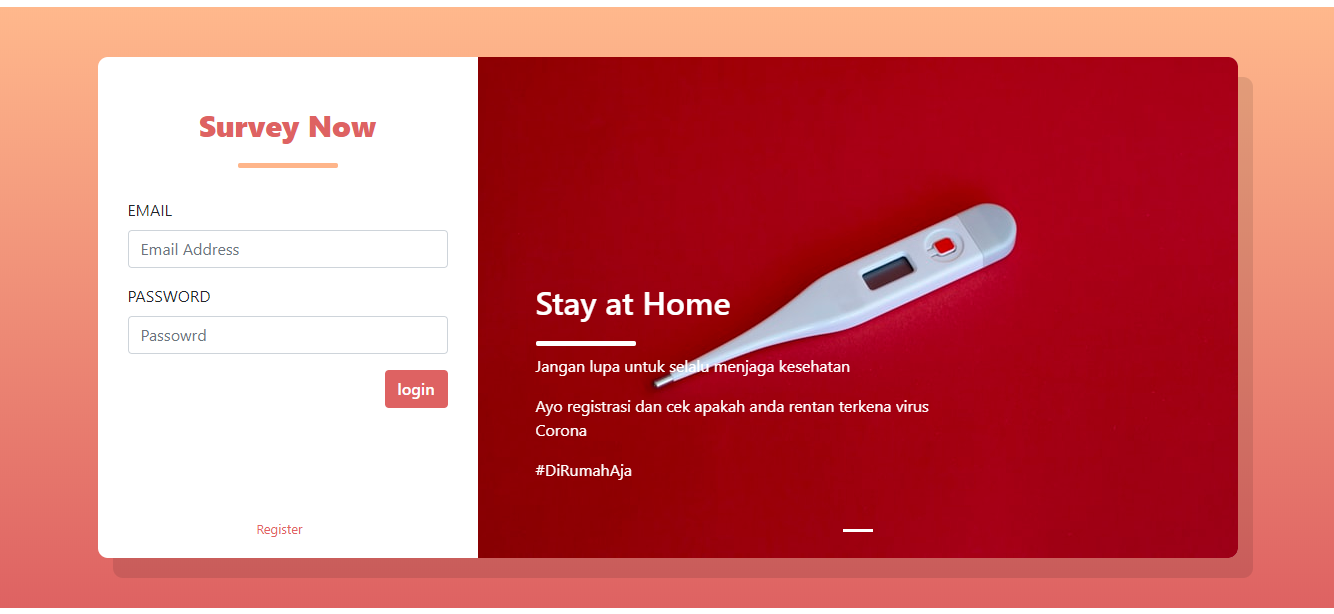 Survey Now
EMAIL
Email Address
PASSWORD
Passowrd
login
Register
Stay at Home
Jangan lupa untuk selalu menjaga kesehatan
Ayo registrasi dan cek apakah anda rentan terkena virus
Corona
#DiRumahAja